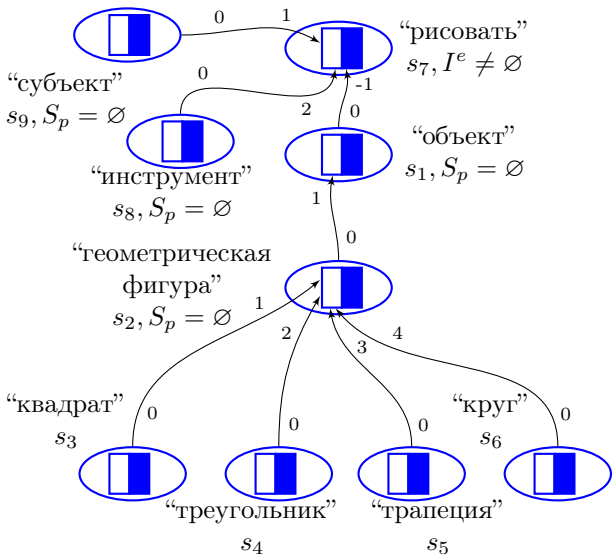 0
1
“рисовать”
s₇, Iᵉ ≠ ∅
0
“субъект”
s₉, Sₚ = ∅
2
-1
0
“объект”
s₁, Sₚ = ∅
“инструмент”
s₈, Sₚ = ∅
1
0
“геометрическая
фигура”
s₂, Sₚ = ∅
1
2
3
4
“квадрат”
s₃
0
0
0
“круг”
s₆
0
“треугольник”
s₄
“трапеция”
s₅